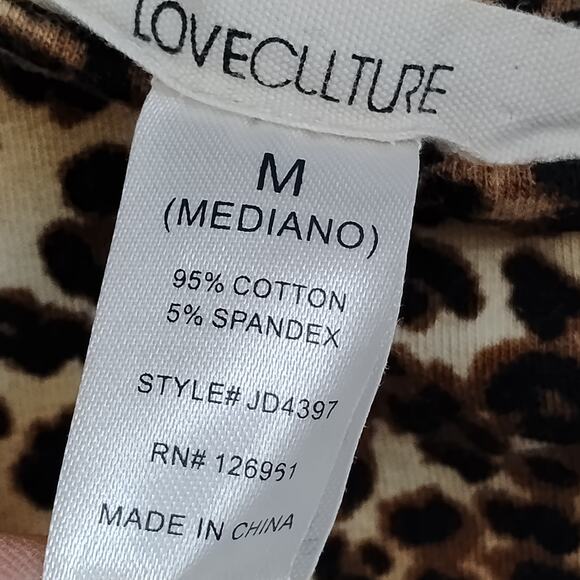 LOVECULTURE
M
(MEDIANO)
95% COTTON
5% SPANDEX
STYLE# JD4397
RN# 126951
MADE IN CHINA